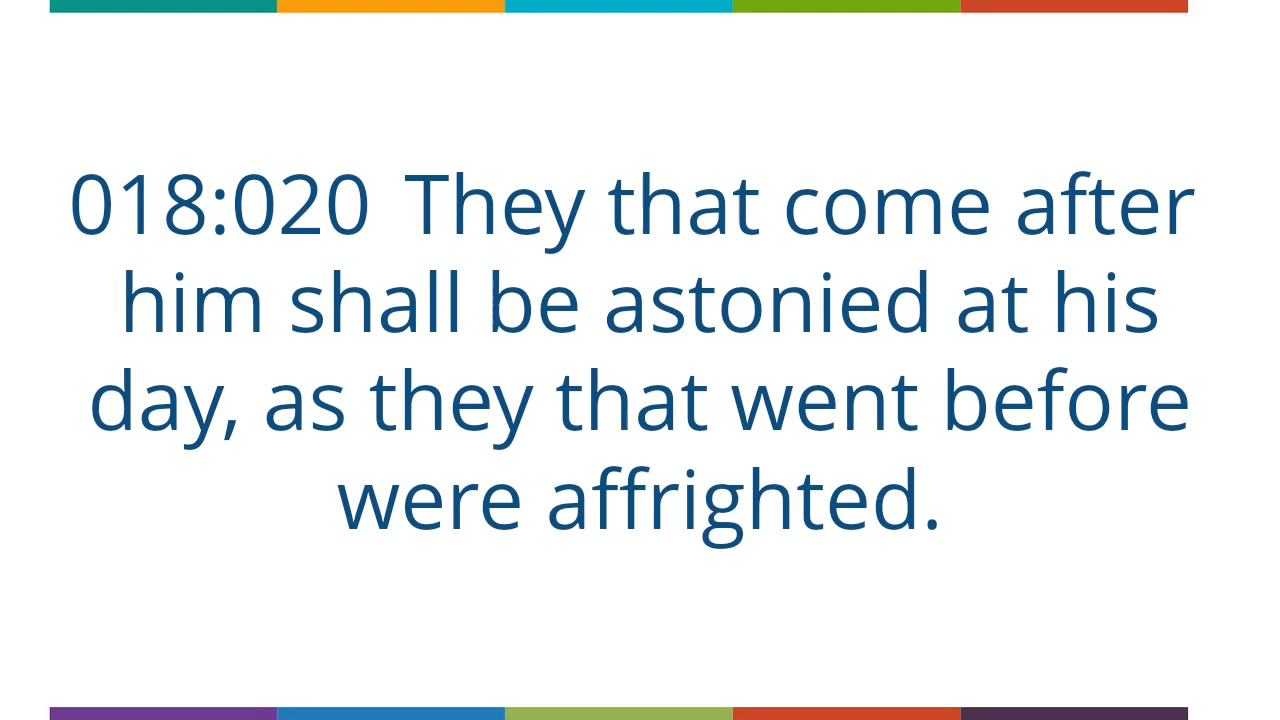 018:020 They that come after
him shall be astonied at his
day, as they that went before
were affrighted.